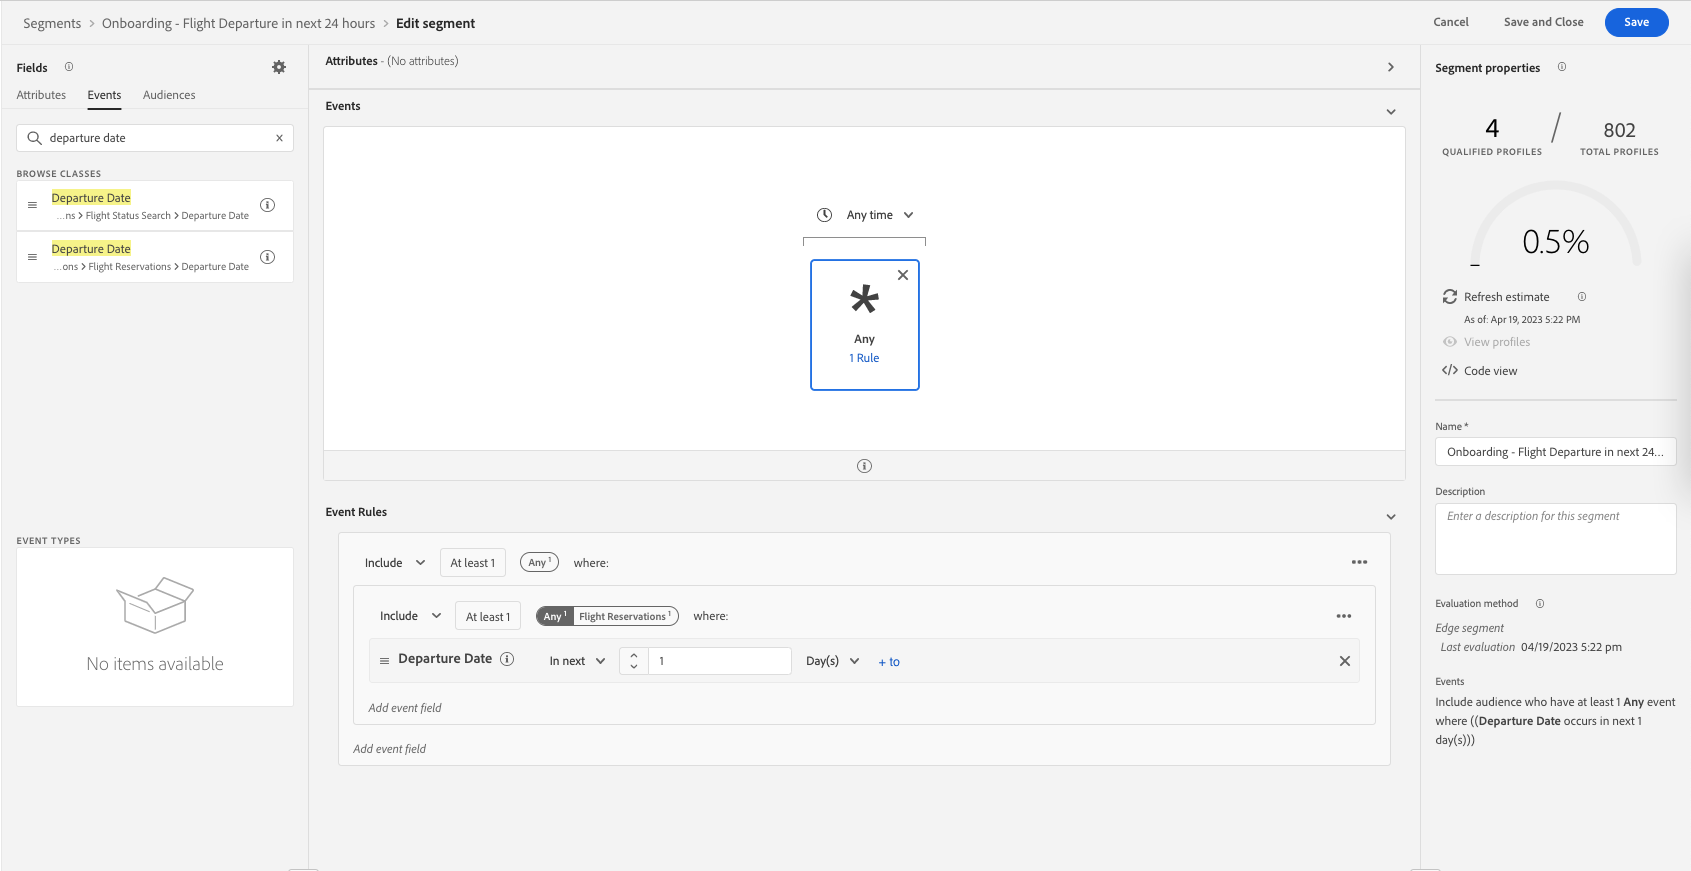 Segments > Onboarding - Flight Departure in next 24 hours > Edit segment
Cancel
Save and Close
Save
Fields
Attributes
Events
Audiences
departure date
BROWSE CLASSES
Departure Date
...ns > Flight Status Search > Departure Date
Departure Date
...ons > Flight Reservations > Departure Date
EVENT TYPES
No items available
Attributes - (No attributes)
Events
Any time
*
Any
1 Rule
Event Rules
Include
At least 1
Any 1
where:
Include
At least 1
Any 1 Flight Reservations 1
where:
Departure Date
In next
1
Day(s)
+ to
Add event field
Add event field
Segment properties
4 / 802
QUALIFIED PROFILES
TOTAL PROFILES
0.5%
Refresh estimate
As of: Apr 19, 2023 5:22 PM
View profiles
</> Code view
Name *
Onboarding - Flight Departure in next 24...
Description
Enter a description for this segment
Evaluation method
Edge segment
Last evaluation 04/19/2023 5:22 pm
Events
Include audience who have at least 1 Any event
where ((Departure Date occurs in next 1
day(s)))